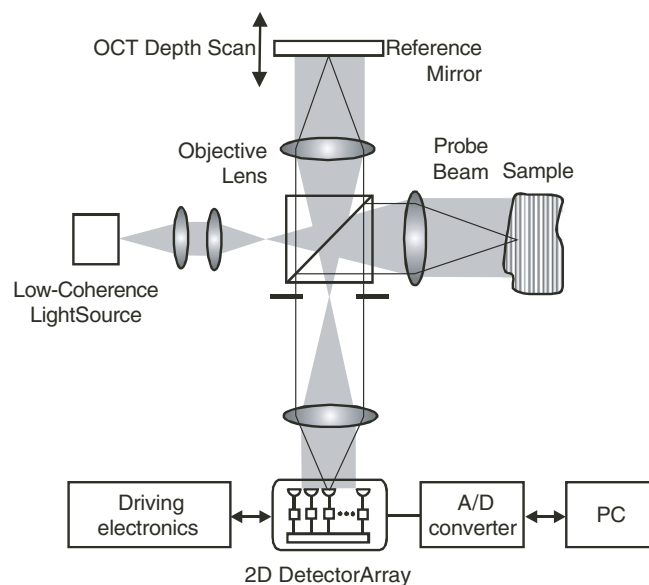 OCT Depth Scan
Reference
Mirror
Objective
Lens
Probe
Beam
Sample
Low-Coherence
LightSource
Driving
electronics
A/D
converter
PC
2D DetectorArray